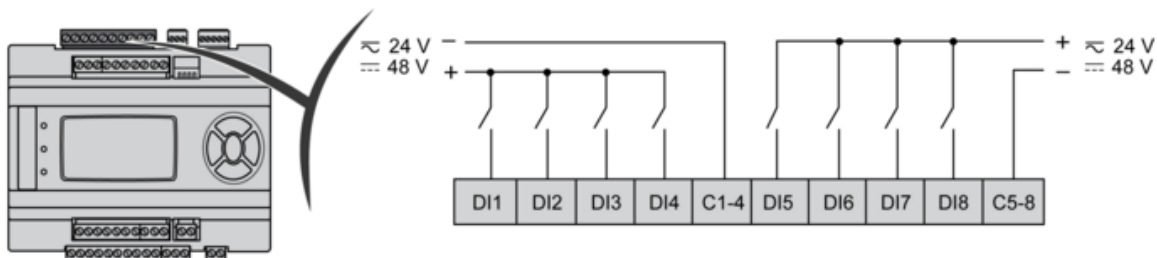 ⏦ 24 V −
⎓ 48 V +
+ ⏦ 24 V
− ⎓ 48 V
DI1 DI2 DI3 DI4 C1-4 DI5 DI6 DI7 DI8 C5-8